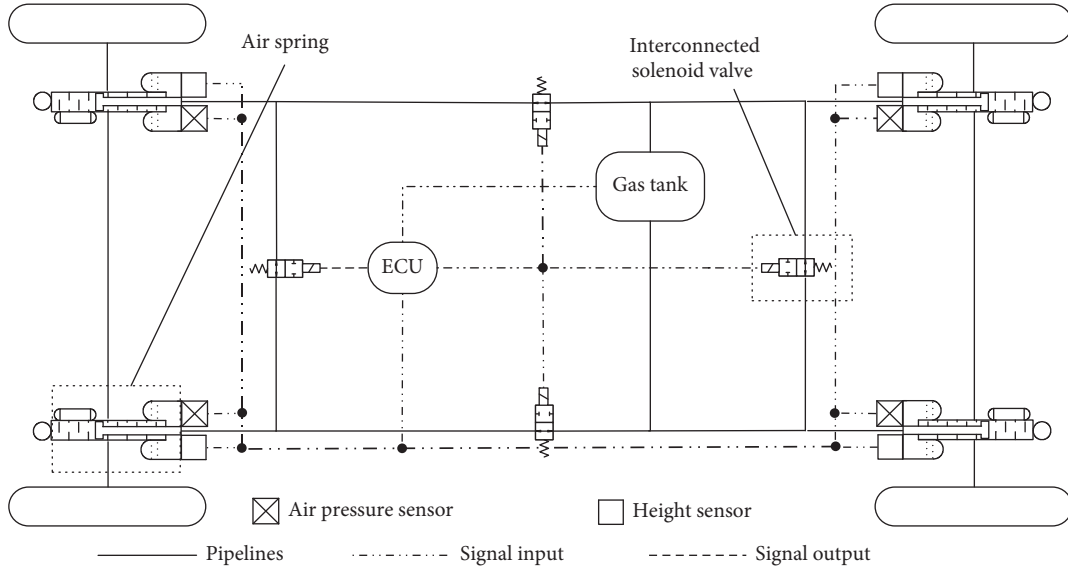 Air spring
Interconnected
solenoid valve
Gas tank
ECU
Air pressure sensor
Height sensor
Pipelines
Signal input
Signal output